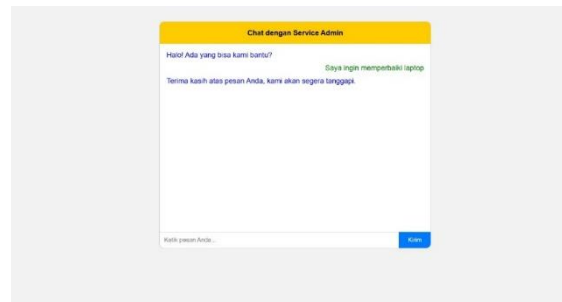 Chat dengan Service Admin
Halo! Ada yang bisa kami bantu?
Saya ingin memperbaiki laptop
Terima kasih atas pesan Anda, kami akan segera tanggapi.
Ketik pesan Anda...
Kirim